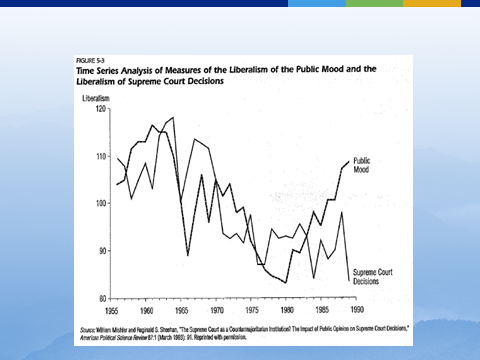 FIGURE 5-3
Time Series Analysis of Measures of the Liberalism of the Public Mood and the
Liberalism of Supreme Court Decisions
Liberalism
120
110
100
90
80
Public
Mood
Supreme Court
Decisions
1955 1960 1965 1970 1975 1980 1985 1990
Source: William Mishler and Reginald S. Sheehan, "The Supreme Court as a Countermajoritarian Institution? The Impact of Public Opinion on Supreme Court Decisions,"
American Political Science Review 87:1 (March 1993): 91. Reprinted with permission.